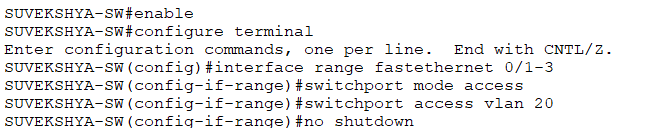 SUVEKSHYA-SW#enable
SUVEKSHYA-SW#configure terminal
Enter configuration commands, one per line.  End with CNTL/Z.
SUVEKSHYA-SW(config)#interface range fastethernet 0/1-3
SUVEKSHYA-SW(config-if-range)#switchport mode access
SUVEKSHYA-SW(config-if-range)#switchport access vlan 20
SUVEKSHYA-SW(config-if-range)#no shutdown